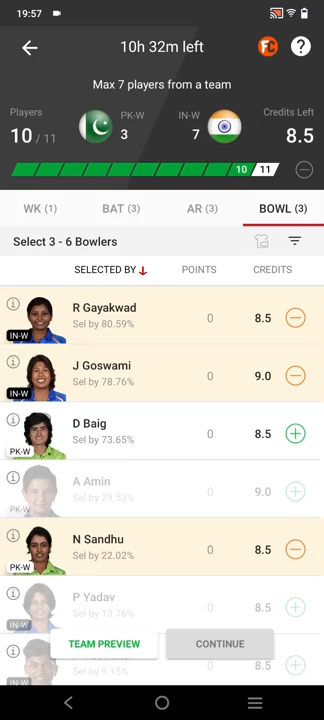 19:57
10h 32m left
FC
?
Max 7 players from a team
Players
10 / 11
PK-W
3
IN-W
7
Credits Left
8.5
10
11
WK (1)
BAT (3)
AR (3)
BOWL (3)
Select 3 - 6 Bowlers
SELECTED BY
POINTS
CREDITS
R Gayakwad
Sel by 80.59%
0
8.5
IN-W
J Goswami
Sel by 78.76%
0
9.0
IN-W
D Baig
Sel by 73.65%
0
8.5
PK-W
A Amin
Sel by 29.53%
0
9.0
PK-W
N Sandhu
Sel by 22.02%
0
8.5
PK-W
P Yadav
Sel by 13.76%
0
8.5
IN-W
TEAM PREVIEW
CONTINUE
Sel by 9.15%
0
8.5
IN-W